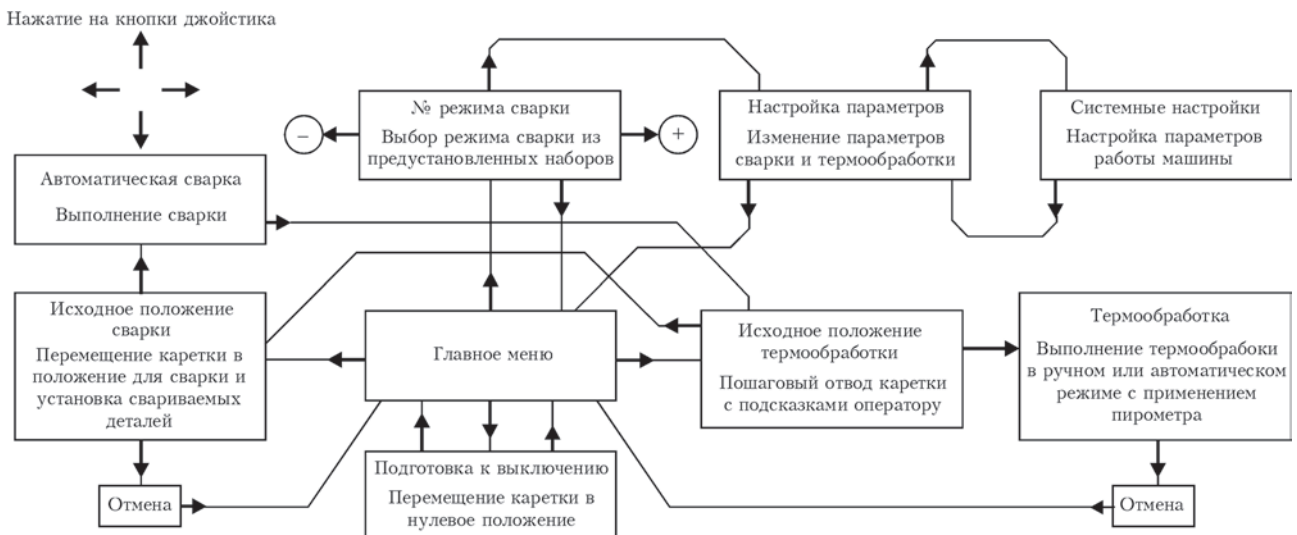 Нажатие на кнопки джойстика
№ режима сварки
Выбор режима сварки из
предустановленных наборов
–
+
Настройка параметров
Изменение параметров
сварки и термообработки
Системные настройки
Настройка параметров
работы машины
Автоматическая сварка
Выполнение сварки
Исходное положение
сварки
Перемещение каретки в
положение для сварки и
установка свариваемых
деталей
Главное меню
Исходное положение
термообработки
Пошаговый отвод каретки
с подсказками оператору
Термообработка
Выполнение термообрабоки
в ручном или автоматическом
режиме с применением
пирометра
Отмена
Подготовка к выключению
Перемещение каретки в
нулевое положение
Отмена